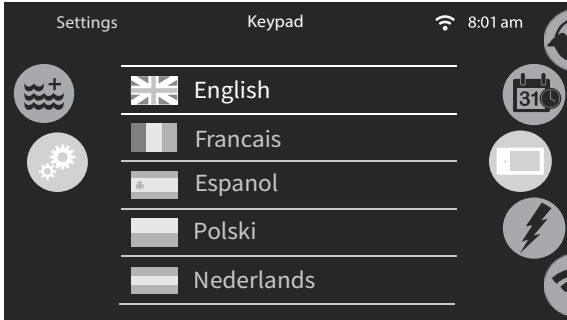 Settings
Keypad
8:01 am
English
31
Francais
Espanol
Polski
Nederlands